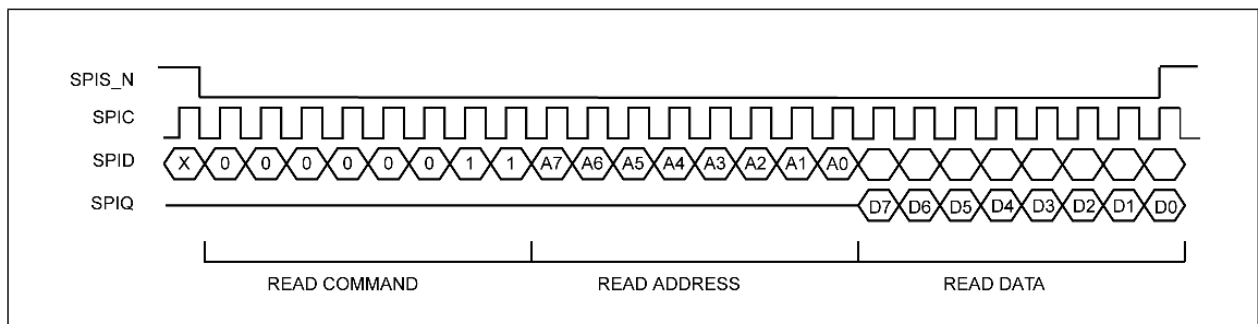 SPIS_N
SPIC
SPID X 0 0 0 0 0 0 1 1 A7 A6 A5 A4 A3 A2 A1 A0
SPIQ D7 D6 D5 D4 D3 D2 D1 D0
READ COMMAND READ ADDRESS READ DATA